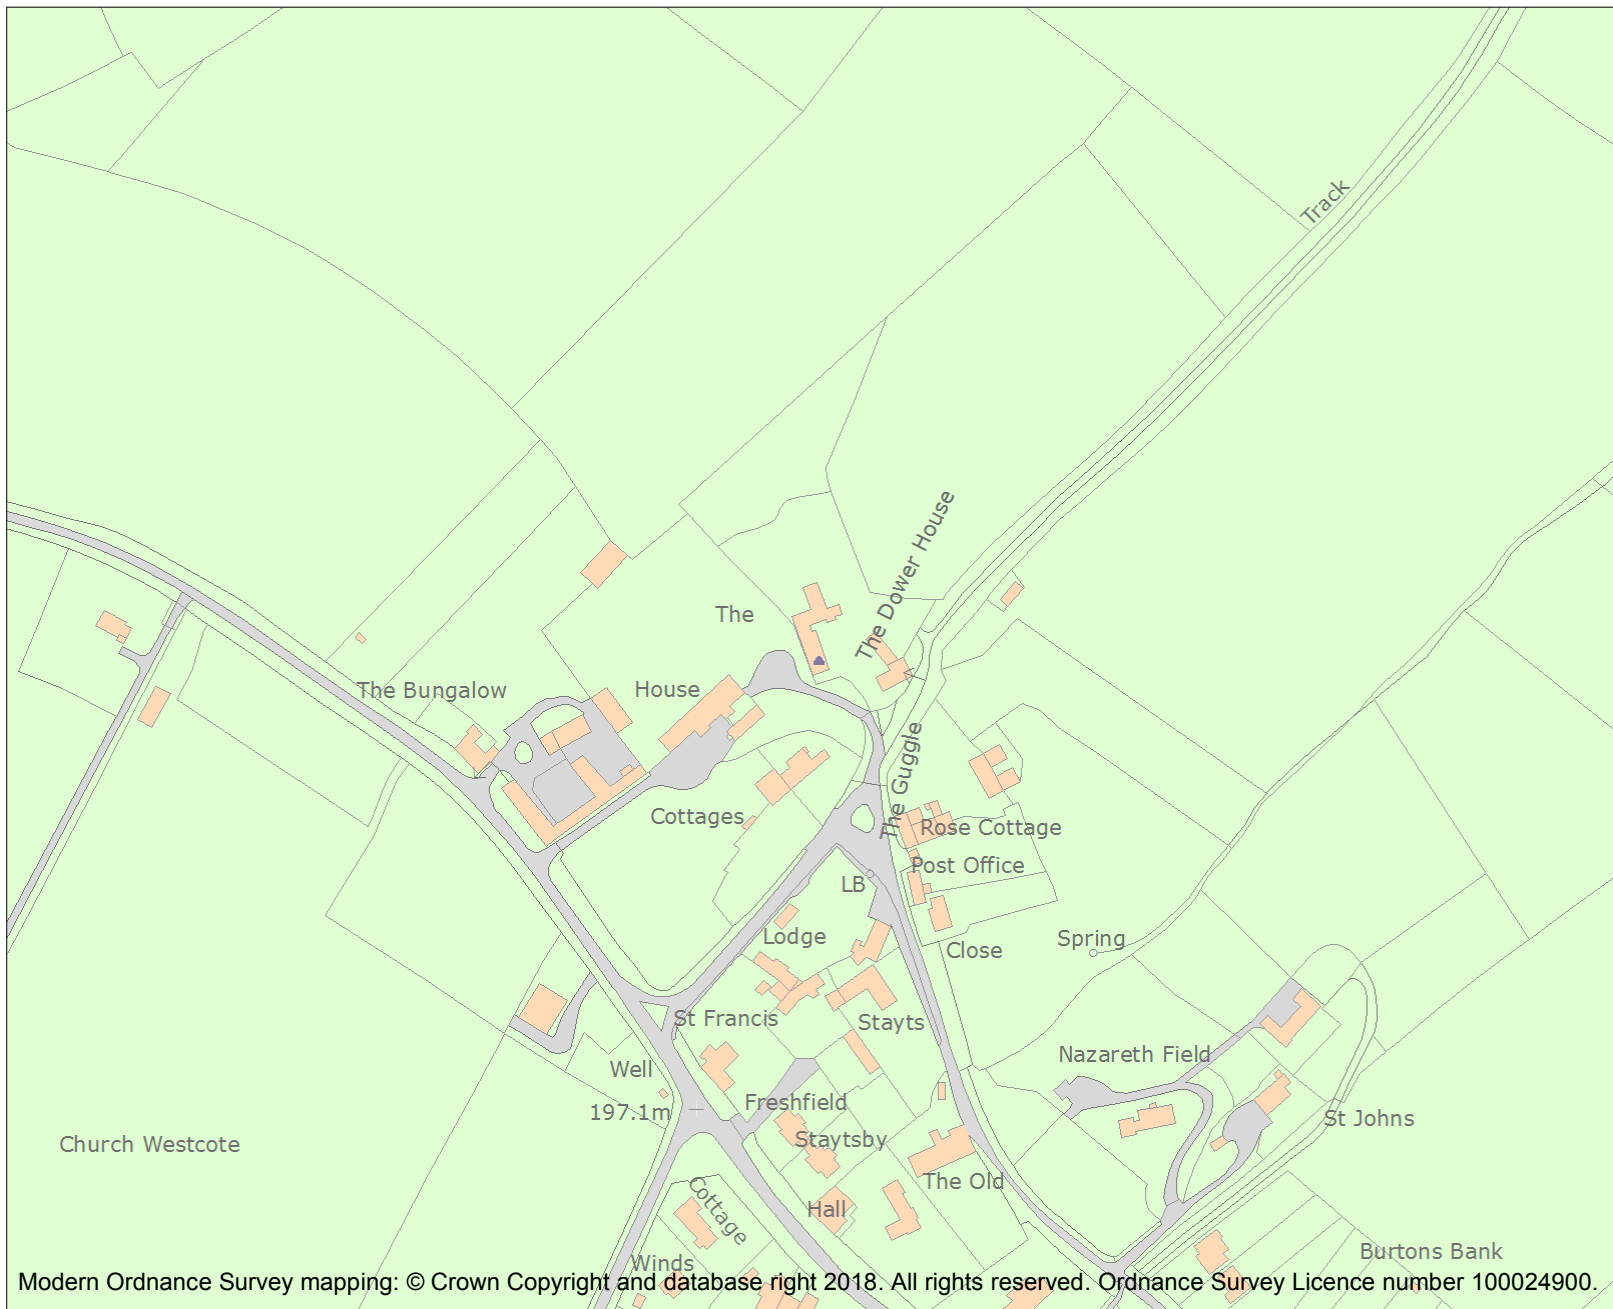 Track
The Dower House
The
The Bungalow
House
The Guggle
Cottages
Rose Cottage
Post Office
LB
Lodge
Close
Spring
St Francis
Stayts
Nazareth Field
Well
Freshfield
197.1m
St Johns
Staytsby
Church Westcote
The Old
Cottage
Hall
Burtons Bank
Winds
Modern Ordnance Survey mapping: © Crown Copyright and database right 2018. All rights reserved. Ordnance Survey Licence number 100024900.